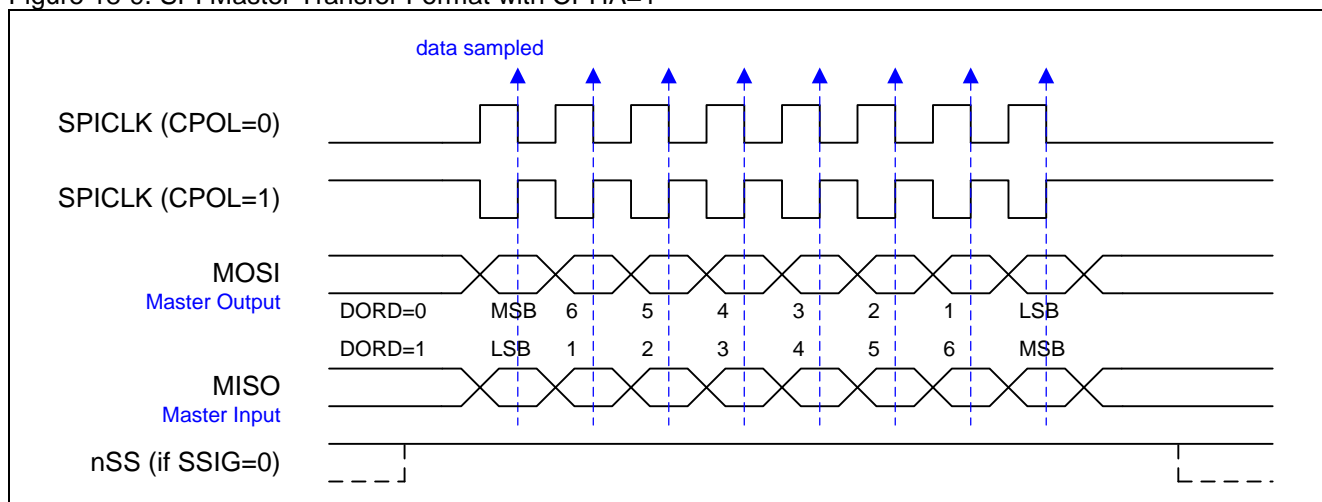 data sampled
SPICLK (CPOL=0)
SPICLK (CPOL=1)
MOSI
Master Output
DORD=0 MSB 6 5 4 3 2 1 LSB
DORD=1 LSB 1 2 3 4 5 6 MSB
MISO
Master Input
nSS (if SSIG=0)